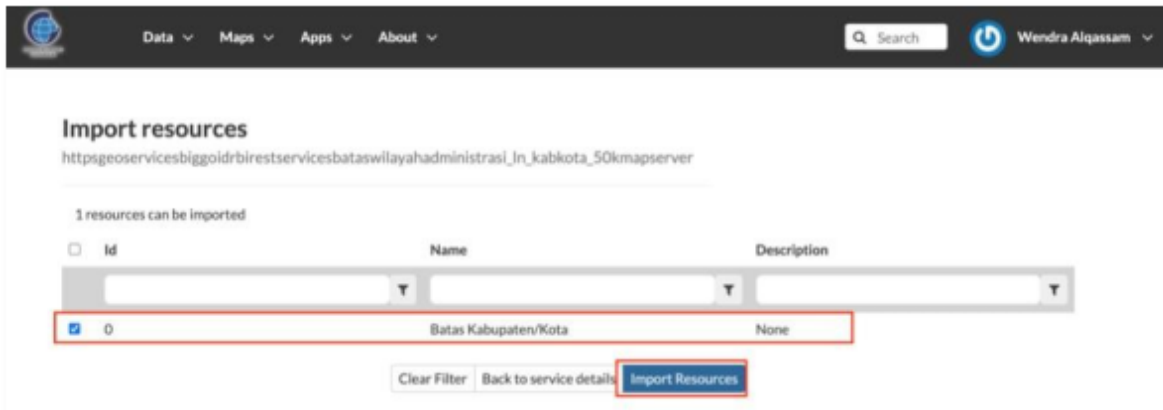 Data Maps Apps About Search Wendra Alqassam
Import resources
httpsgeoservicesbiggoidrbirestservicesbataswilayahadministrasi_ln_kabkota_50kmapserver
1 resources can be imported
Id Name Description
0 Batas Kabupaten/Kota None
Clear Filter Back to service details Import Resources